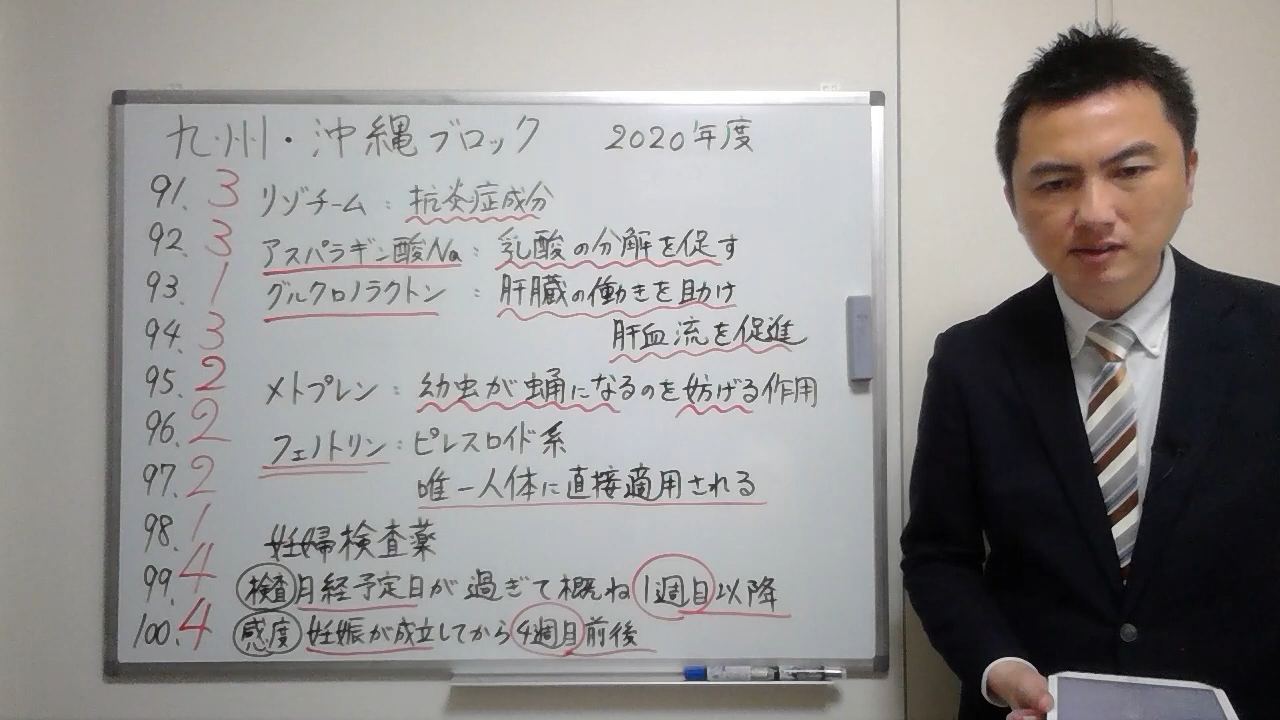 九州・沖縄ブロック 2020年度
91. 3 リゾチーム : 抗炎症成分
92. 3 アスパラギン酸Na : 乳酸の分解を促す
93. 1 グルクロノラクトン : 肝臓の働きを助け
94. 3 肝血流を促進
95. 2 メトプレン : 幼虫が蛹になるのを妨げる作用
96. 2 フェノトリン : ピレスロイド系
97. 2 唯一人体に直接適用される
98. 1 妊婦検査薬
99. 4 検査 月経予定日が過ぎて概ね1週目以降
100. 4 感度 妊娠が成立してから4週目前後